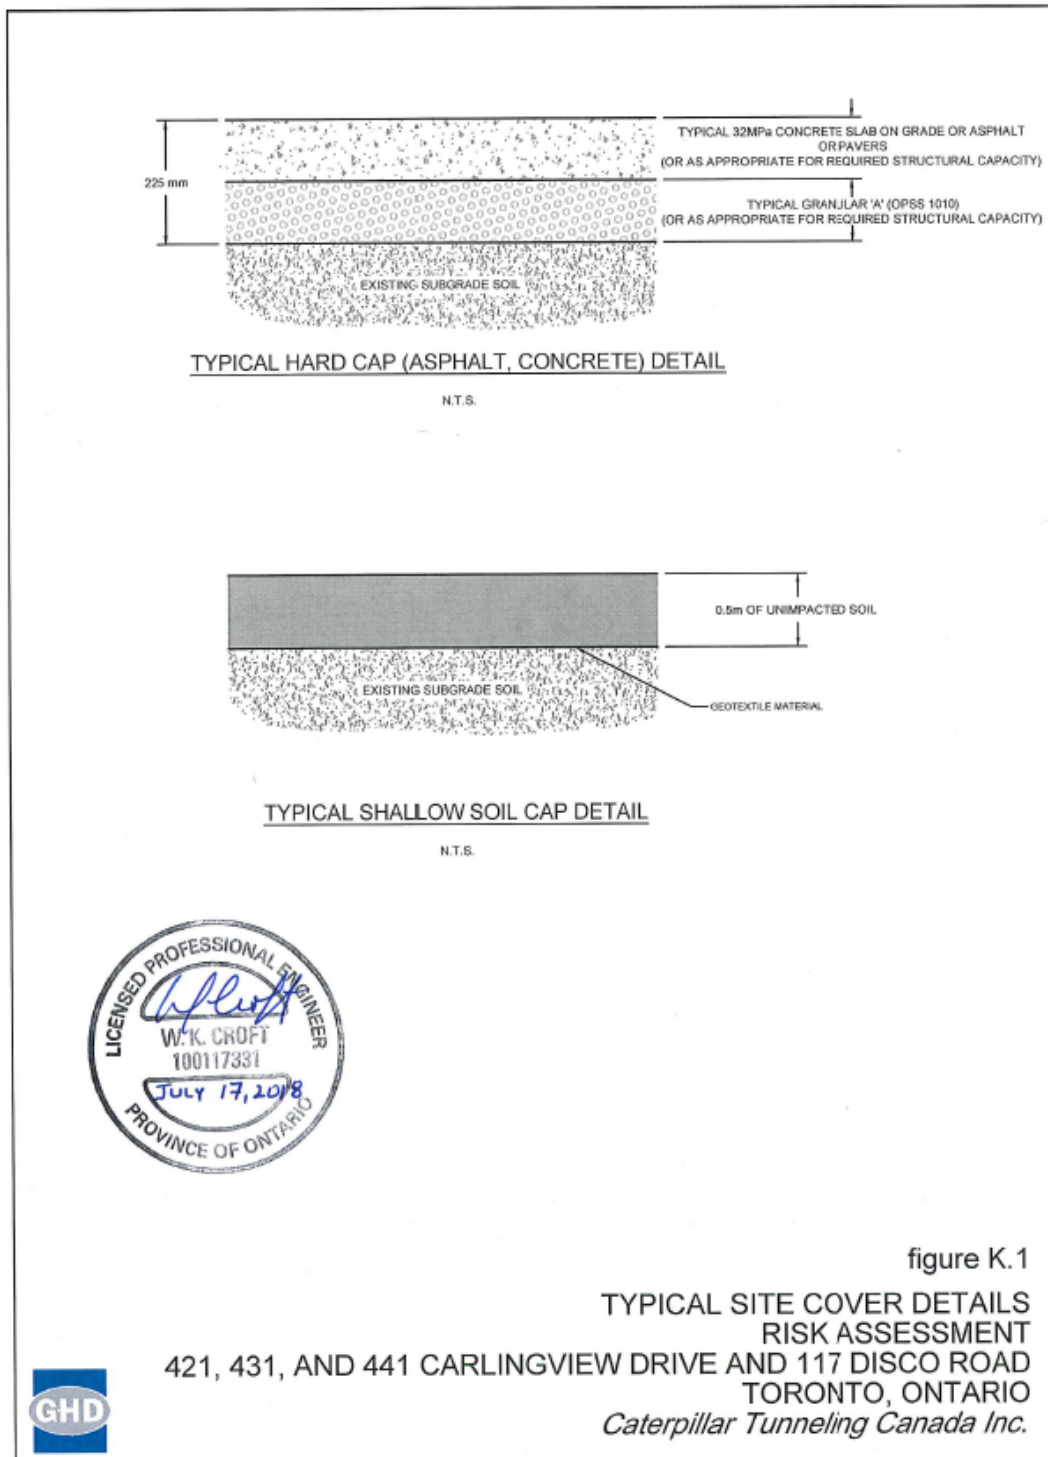 TYPICAL 32MPa CONCRETE SLAB ON GRADE OR ASPHALT
OR PAVERS
(OR AS APPROPRIATE FOR REQUIRED STRUCTURAL CAPACITY)
225 mm
TYPICAL GRANULAR 'A' (OPSS 1010)
(OR AS APPROPRIATE FOR REQUIRED STRUCTURAL CAPACITY)
EXISTING SUBGRADE SOIL
TYPICAL HARD CAP (ASPHALT, CONCRETE) DETAIL
N.T.S.
0.5m OF UNIMPACTED SOIL
EXISTING SUBGRADE SOIL
GEOTEXTILE MATERIAL
TYPICAL SHALLOW SOIL CAP DETAIL
N.T.S.
LICENSED PROFESSIONAL ENGINEER
W.K. CROFT
100117331
JULY 17, 2018
PROVINCE OF ONTARIO
figure K.1
TYPICAL SITE COVER DETAILS
RISK ASSESSMENT
421, 431, AND 441 CARLINGVIEW DRIVE AND 117 DISCO ROAD
TORONTO, ONTARIO
Caterpillar Tunneling Canada Inc.
GHD